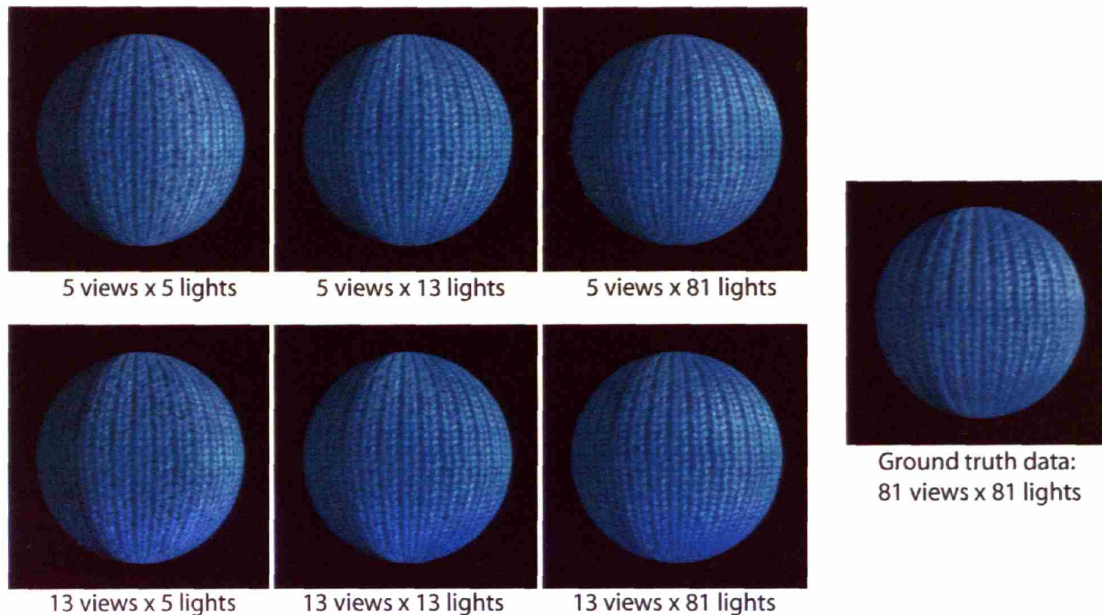 5 views x 5 lights
5 views x 13 lights
5 views x 81 lights
Ground truth data:
81 views x 81 lights
13 views x 5 lights
13 views x 13 lights
13 views x 81 lights